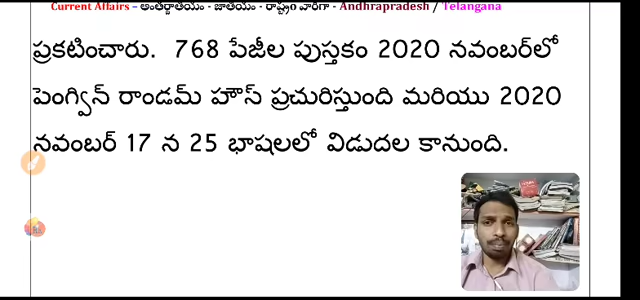 Current Affairs – అంతర్జాతీయం - జాతీయం - రాష్ట్రం వారీగా - Andhrapradesh / Telangana
ప్రకటించారు. 768 పేజీల పుస్తకం 2020 నవంబర్‌లో
పెంగ్విన్ రాండమ్ హౌస్ ప్రచురిస్తుంది మరియు 2020
నవంబర్ 17 న 25 భాషలలో విడుదల కానుంది.